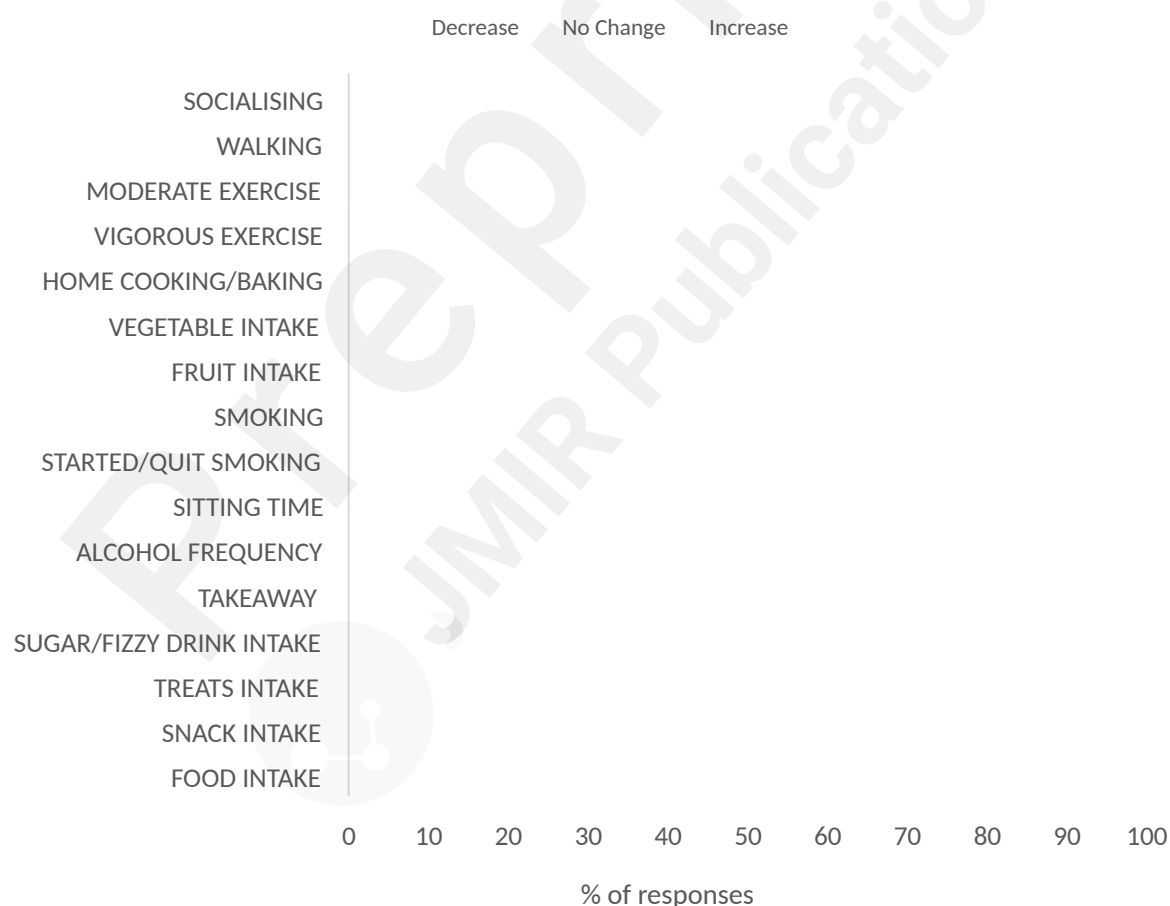 Decrease No Change Increase
SOCIALISING
WALKING
MODERATE EXERCISE
VIGOROUS EXERCISE
HOME COOKING/BAKING
VEGETABLE INTAKE
FRUIT INTAKE
SMOKING
STARTED/QUIT SMOKING
SITTING TIME
ALCOHOL FREQUENCY
TAKEAWAY
SUGAR/FIZZY DRINK INTAKE
TREATS INTAKE
SNACK INTAKE
FOOD INTAKE
0 10 20 30 40 50 60 70 80 90 100
% of responses
Prepr
JMIR Publicatio